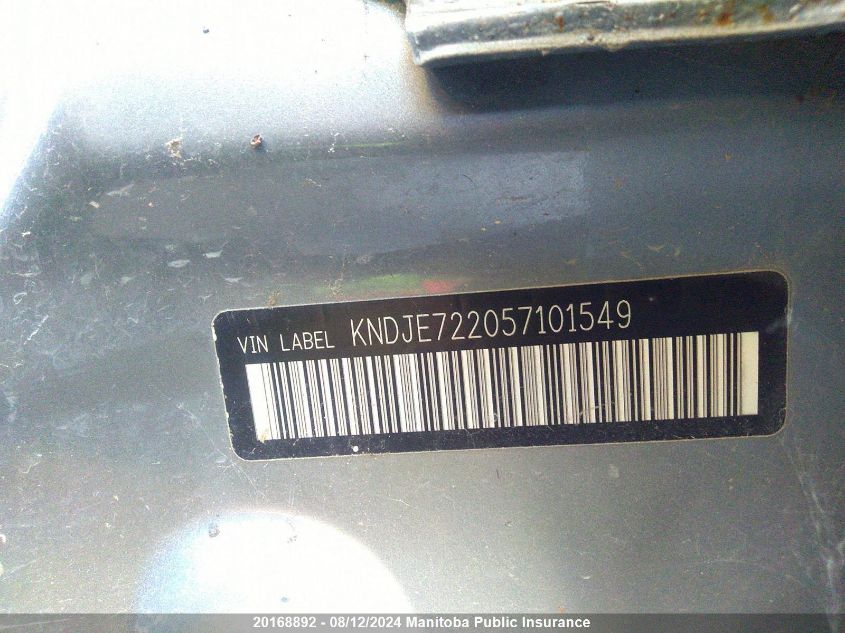 VIN LABEL KNDJE722057101549
20168892 - 08/12/2024 Manitoba Public Insurance